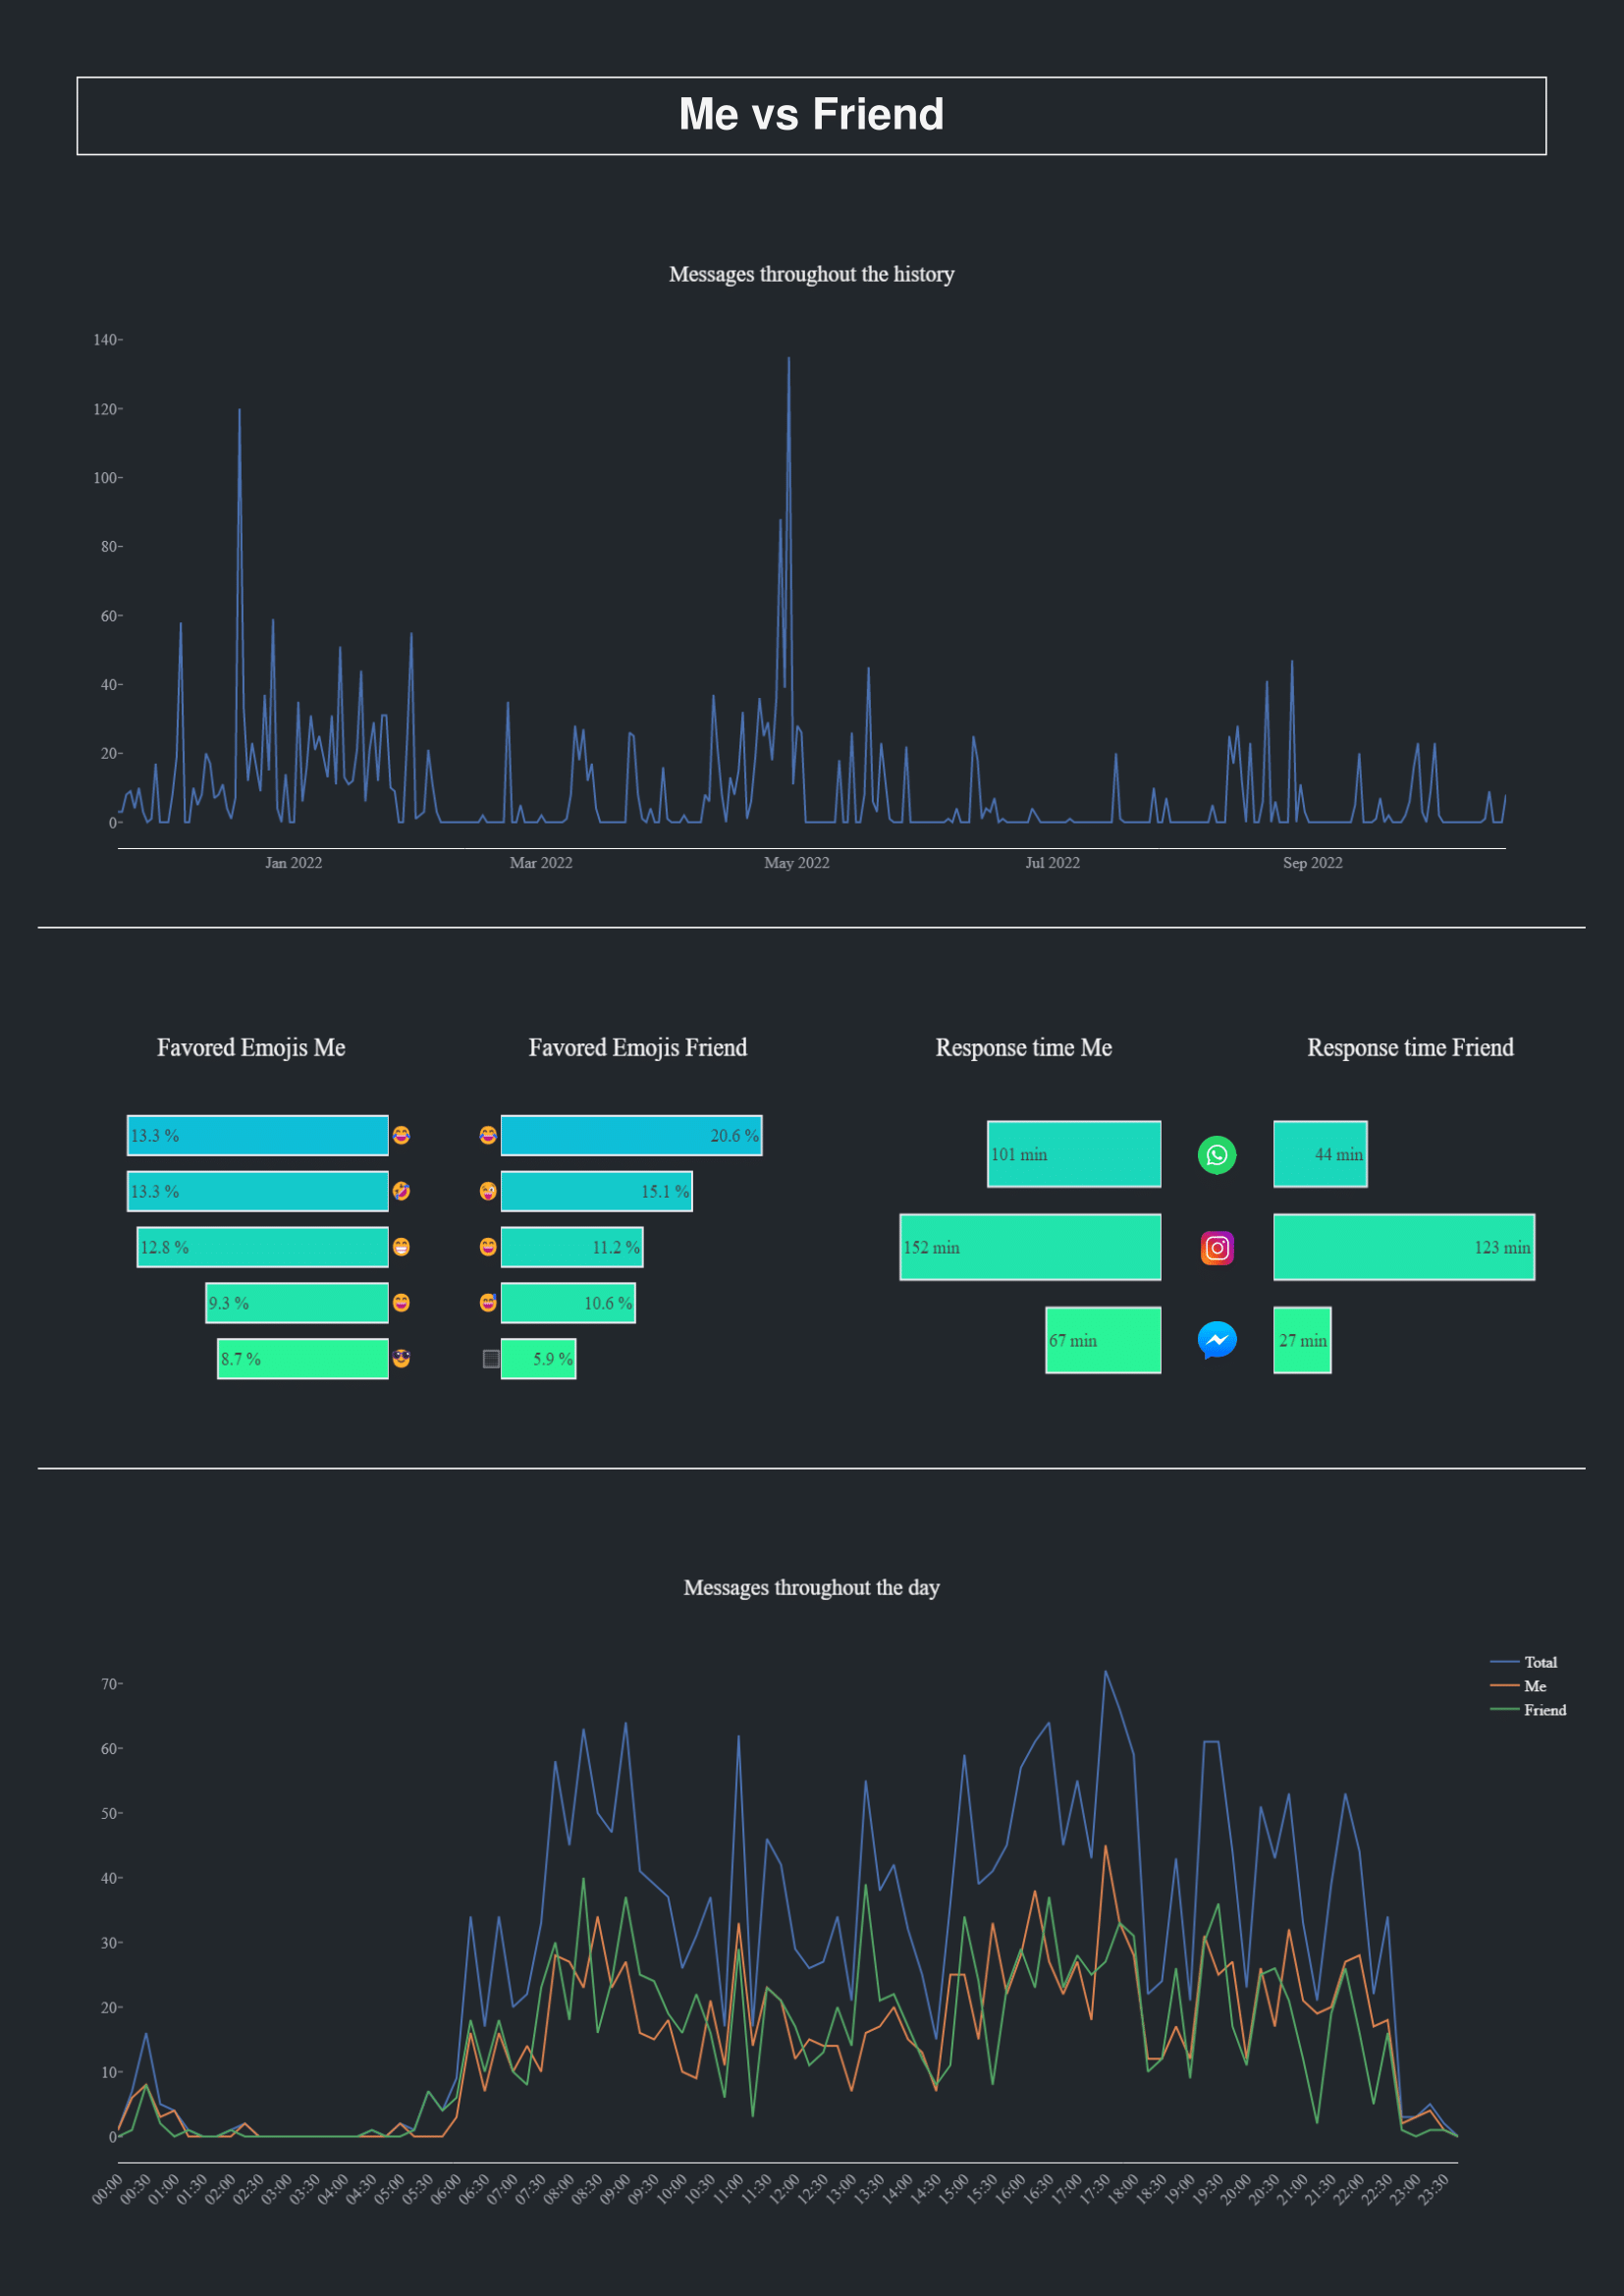 Me vs Friend
Messages throughout the history
140
120
100
80
60
40
20
0
Jan 2022 Mar 2022 May 2022 Jul 2022 Sep 2022
Favored Emojis Me Favored Emojis Friend Response time Me Response time Friend
13.3 % 😂 😂 20.6 % 101 min 44 min
13.3 % 🤣 😜 15.1 %
12.8 % 😁 😄 11.2 % 152 min 123 min
9.3 % 😄 😅 10.6 %
8.7 % 😎 5.9 % 67 min 27 min
Messages throughout the day
Total
Me
Friend
70
60
50
40
30
20
10
0
00:00 00:30 01:00 01:30 02:00 02:30 03:00 03:30 04:00 04:30 05:00 05:30 06:00 06:30 07:00 07:30 08:00 08:30 09:00 09:30 10:00 10:30 11:00 11:30 12:00 12:30 13:00 13:30 14:00 14:30 15:00 15:30 16:00 16:30 17:00 17:30 18:00 18:30 19:00 19:30 20:00 20:30 21:00 21:30 22:00 22:30 23:00 23:30